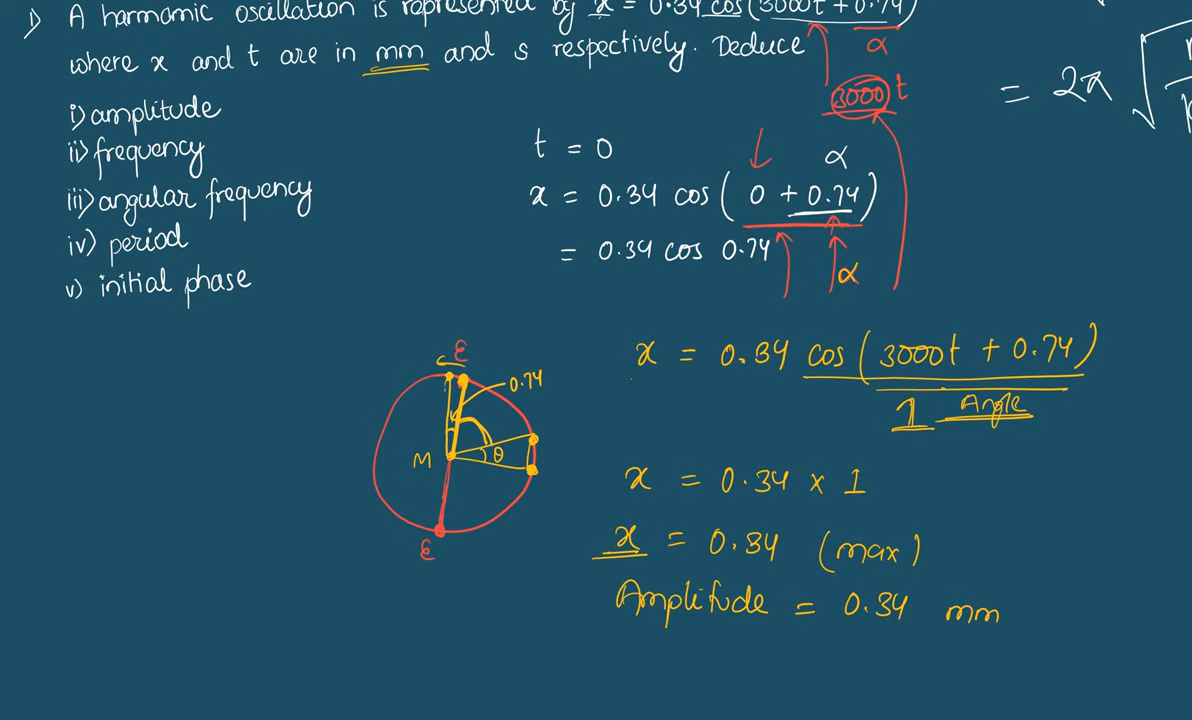 1) A harmonic oscillation is represented by x = 0.34 cos(3000t + 0.74)
where x and t are in mm and s respectively. Deduce
α
i) amplitude
ii) frequency
iii) angular frequency
iv) period
v) initial phase
3000 t
= 2π √
t = 0
α
x = 0.34 cos ( 0 + 0.74 )
= 0.34 cos 0.74
α
x = 0.34 cos ( 3000t + 0.74 )
1 Angle
x = 0.34 × 1
x = 0.34 (max)
Amplitude = 0.34 mm
E
0.74
M
θ
E